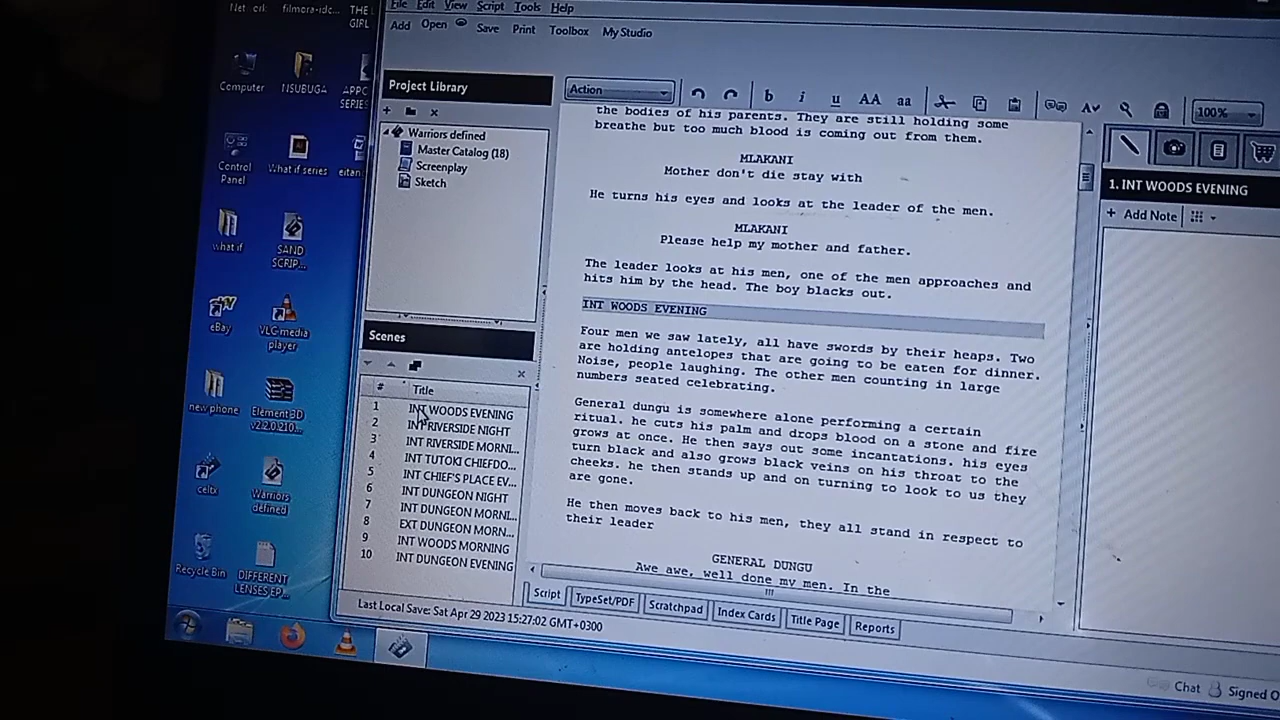 filmora-idc... THE
GIRL
Computer
NSUBUGA
APPC
SERIES
Control
Panel
What if series
eitan
what if
SAND
SCRIP...
eBay
VLC media
player
new phone
Element 3D
v2.2.0.210...
celtx
Warriors
defined
Recycle Bin
DIFFERENT
LENSES EP...
File Edit View Script Tools Help
Add Open Save Print Toolbox My Studio
Project Library
Warriors defined
Master Catalog (18)
Screenplay
Sketch
Scenes
# Title
1 INT WOODS EVENING
2 INT RIVERSIDE NIGHT
3 INT RIVERSIDE MORNI...
4 INT TUTOKI CHIEFDO...
5 INT CHIEF'S PLACE EV...
6 INT DUNGEON NIGHT
7 INT DUNGEON MORNI...
8 EXT DUNGEON MORN...
9 INT WOODS MORNING
10 INT DUNGEON EVENING
Action
b i u AA aa
100%
the bodies of his parents. They are still holding some
breathe but too much blood is coming out from them.
MLAKANI
Mother don't die stay with
He turns his eyes and looks at the leader of the men.
MLAKANI
Please help my mother and father.
The leader looks at his men, one of the men approaches and
hits him by the head. The boy blacks out.
INT WOODS EVENING
Four men we saw lately, all have swords by their heaps. Two
are holding antelopes that are going to be eaten for dinner.
Noise, people laughing. The other men counting in large
numbers seated celebrating.
General dungu is somewhere alone performing a certain
ritual. he cuts his palm and drops blood on a stone and fire
grows at once. He then says out some incantations. his eyes
turn black and also grows black veins on his throat to the
cheeks. he then stands up and on turning to look to us they
are gone.
He then moves back to his men, they all stand in respect to
their leader
GENERAL DUNGU
Awe awe, well done my men. In the
1. INT WOODS EVENING
+ Add Note
Script TypeSet/PDF Scratchpad Index Cards Title Page Reports
Last Local Save: Sat Apr 29 2023 15:27:02 GMT+0300
Chat Signed O